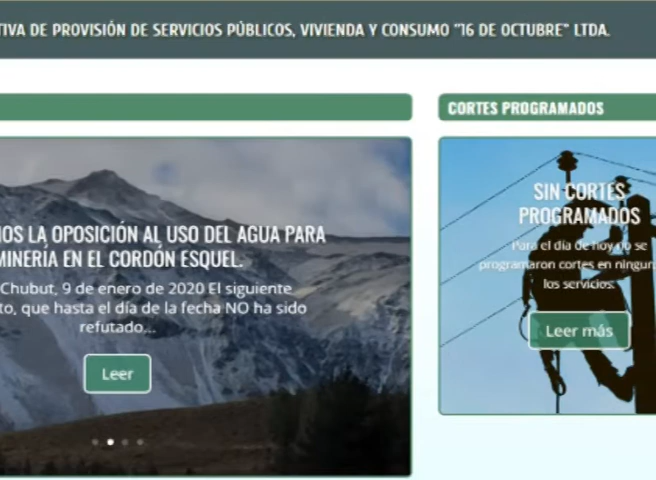 TIVA DE PROVISIÓN DE SERVICIOS PÚBLICOS, VIVIENDA Y CONSUMO "16 DE OCTUBRE" LTDA.
CORTES PROGRAMADOS
OS LA OPOSICIÓN AL USO DEL AGUA PARA
MINERÍA EN EL CORDÓN ESQUEL.
Chubut, 9 de enero de 2020 El siguiente
to, que hasta el día de la fecha NO ha sido
refutado...
Leer
SIN CORTES
PROGRAMADOS
Para el día de hoy no se
programaron cortes en ningun
los servicios.
Leer más